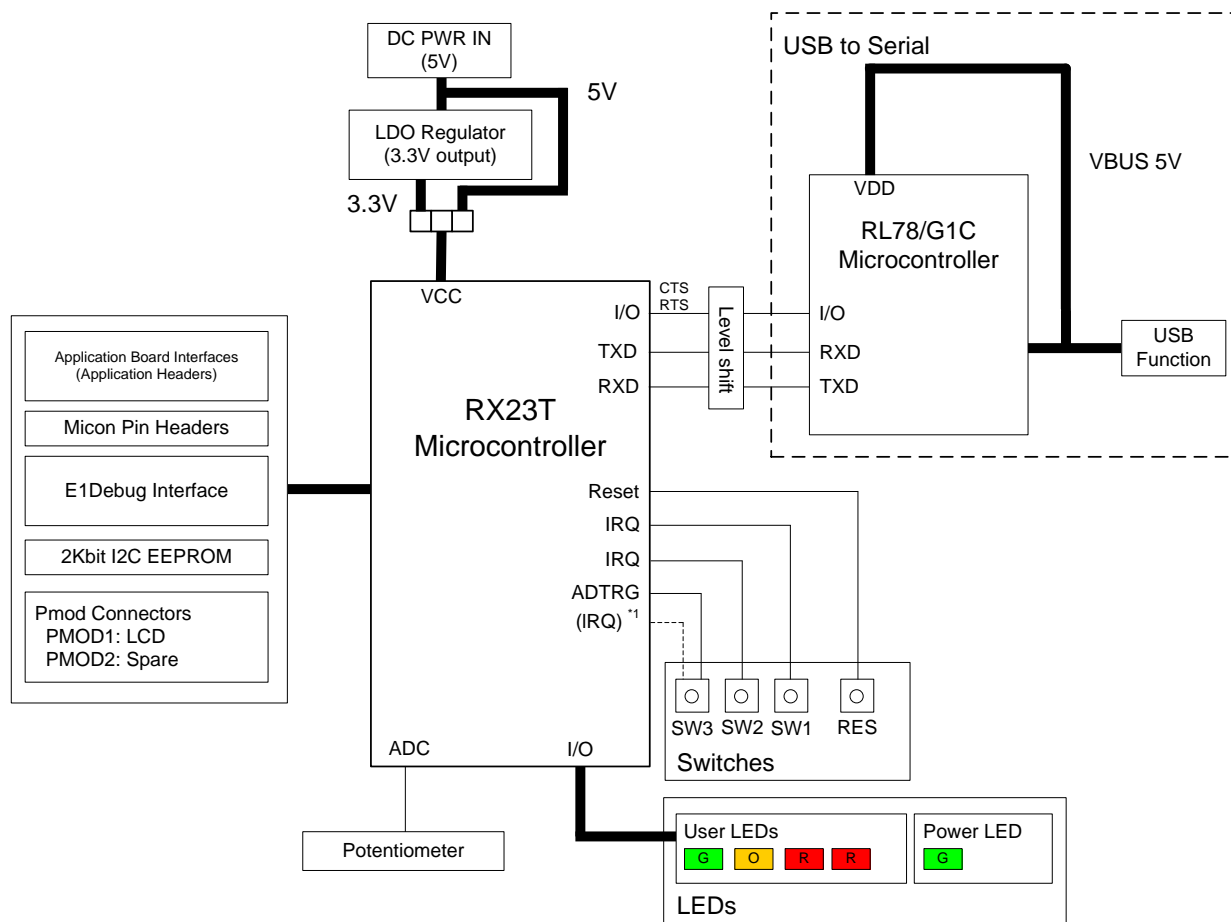 DC PWR IN
(5V)
5V
LDO Regulator
(3.3V output)
3.3V
USB to Serial
VBUS 5V
VDD
RL78/G1C
Microcontroller
I/O
RXD
TXD
USB
Function
Level shift
CTS
RTS
VCC
I/O
TXD
RXD
RX23T
Microcontroller
Reset
IRQ
IRQ
ADTRG
(IRQ) *1
ADC
I/O
Application Board Interfaces
(Application Headers)
Micon Pin Headers
E1Debug Interface
2Kbit I2C EEPROM
Pmod Connectors
PMOD1: LCD
PMOD2: Spare
SW3
SW2
SW1
RES
Switches
Potentiometer
User LEDs
G
O
R
R
Power LED
G
LEDs